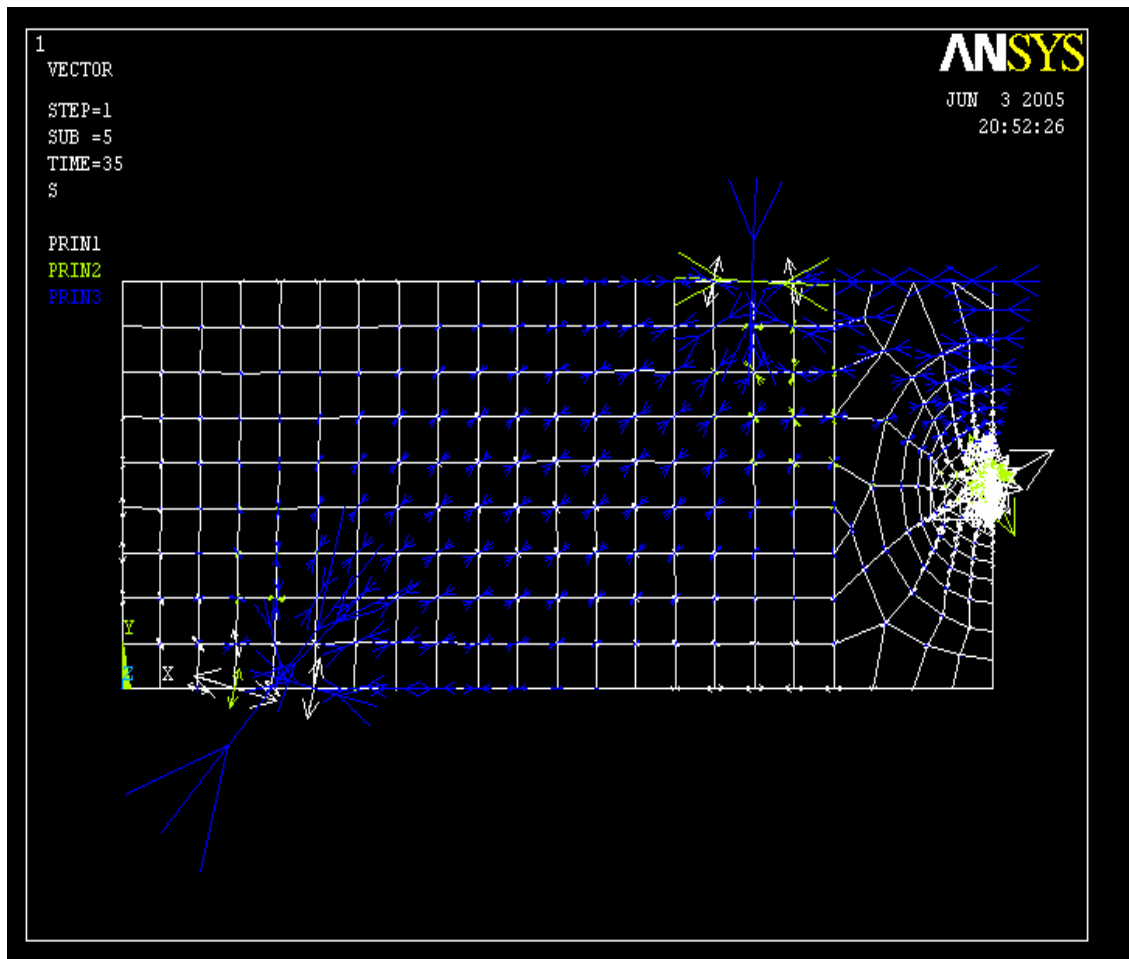 1
VECTOR
STEP=1
SUB =5
TIME=35
S
PRIN1
PRIN2
PRIN3
ANSYS
JUN 3 2005
20:52:26
Y
Z X